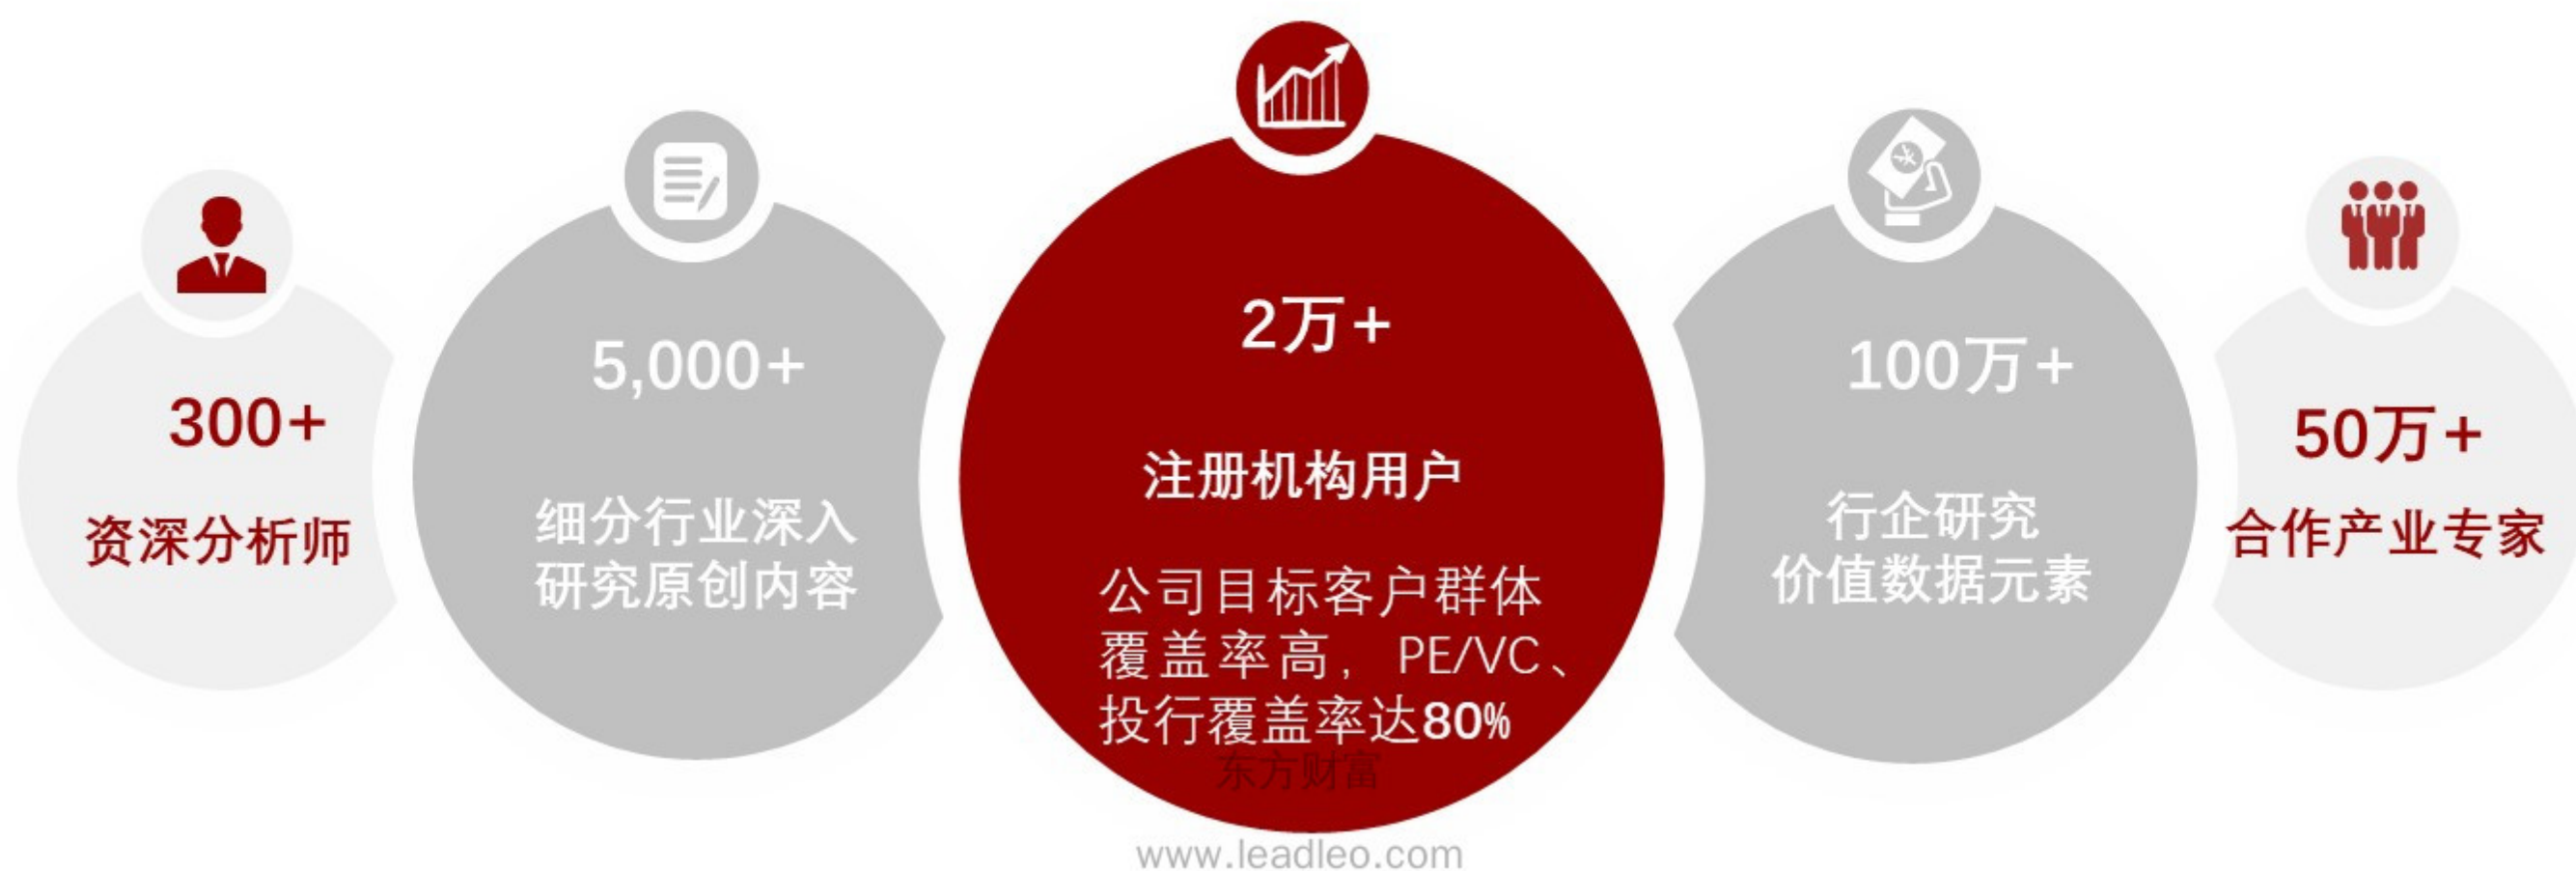 300+
资深分析师
5,000+
细分行业深入
研究原创内容
2万+
注册机构用户
公司目标客户群体
覆盖率高，PE/VC、
投行覆盖率达80%
东方财富
www.leadleo.com
100万+
行企研究
价值数据元素
50万+
合作产业专家